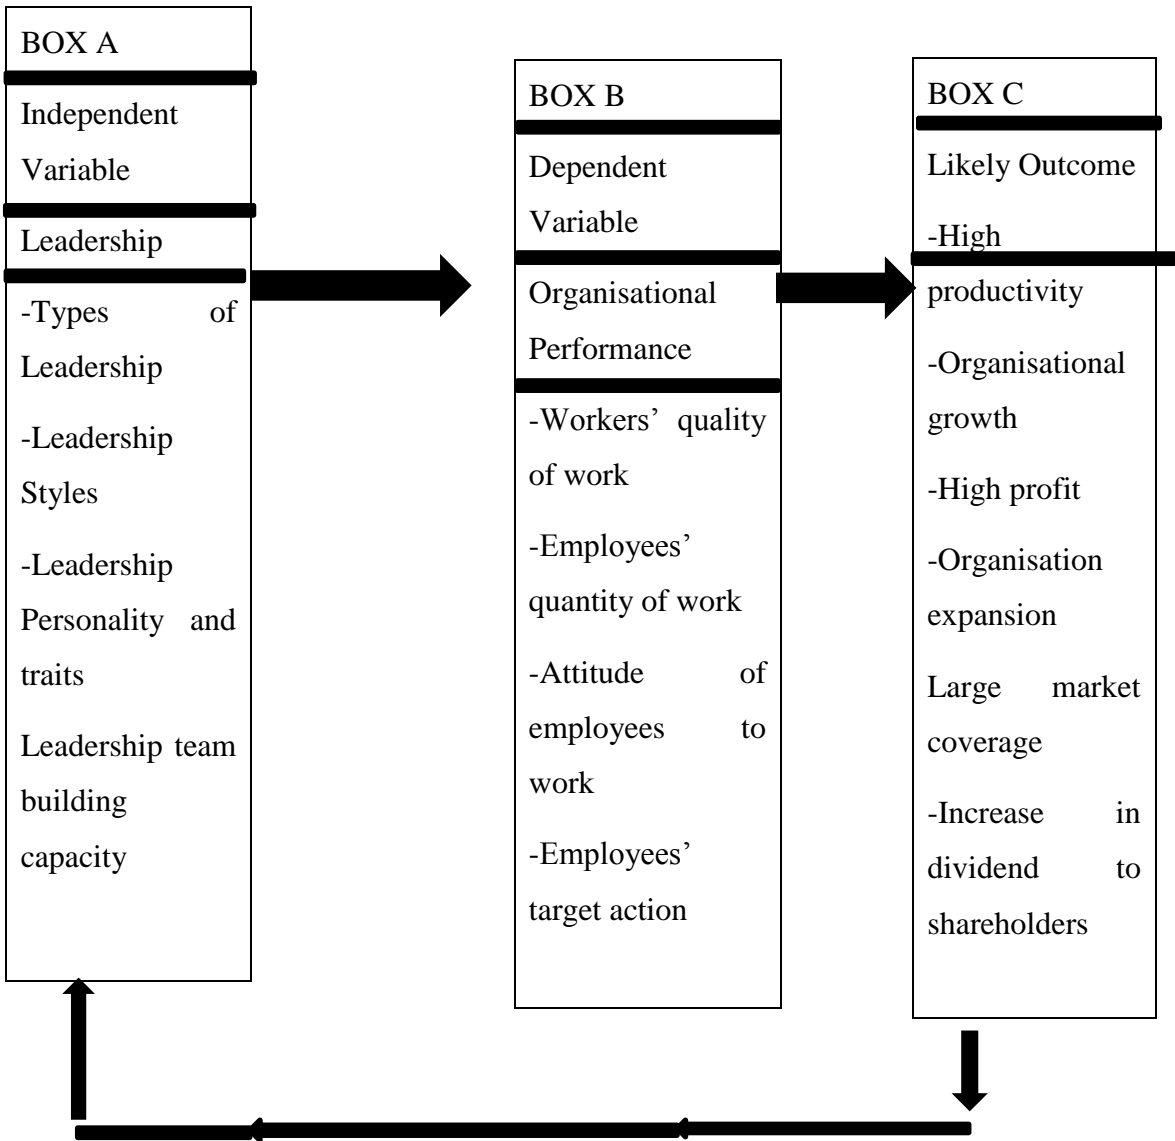 BOX A
Independent
Variable
Leadership
-Types of
Leadership
-Leadership
Styles
-Leadership
Personality and
traits
Leadership team
building
capacity
BOX B
Dependent
Variable
Organisational
Performance
-Workers’ quality
of work
-Employees’
quantity of work
-Attitude of
employees to
work
-Employees’
target action
BOX C
Likely Outcome
-High
productivity
-Organisational
growth
-High profit
-Organisation
expansion
Large market
coverage
-Increase in
dividend to
shareholders